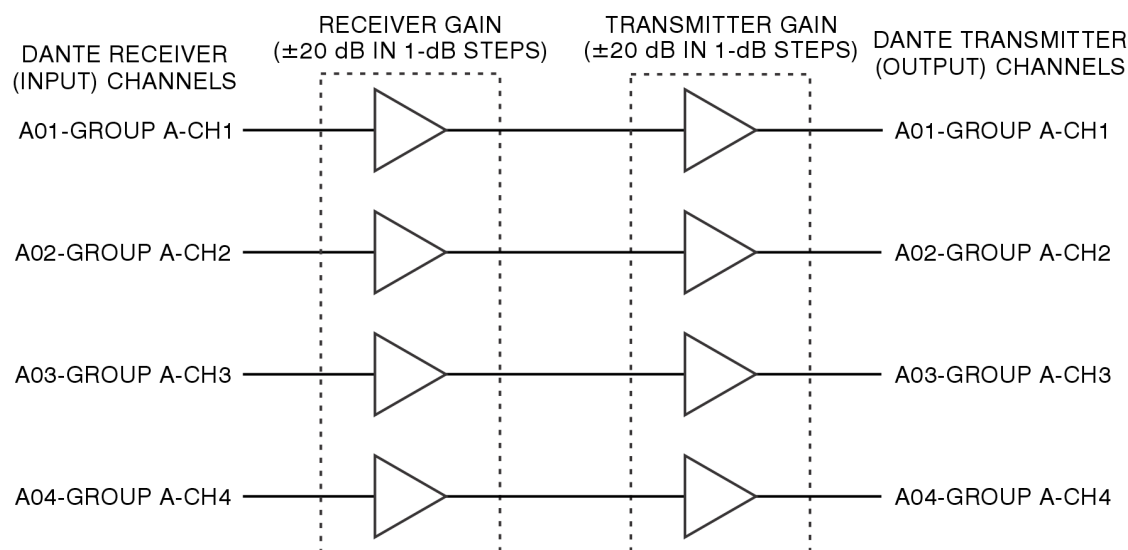 RECEIVER GAIN
(±20 dB IN 1-dB STEPS)
TRANSMITTER GAIN
(±20 dB IN 1-dB STEPS)
DANTE RECEIVER
(INPUT) CHANNELS
DANTE TRANSMITTER
(OUTPUT) CHANNELS
A01-GROUP A-CH1
A01-GROUP A-CH1
A02-GROUP A-CH2
A02-GROUP A-CH2
A03-GROUP A-CH3
A03-GROUP A-CH3
A04-GROUP A-CH4
A04-GROUP A-CH4